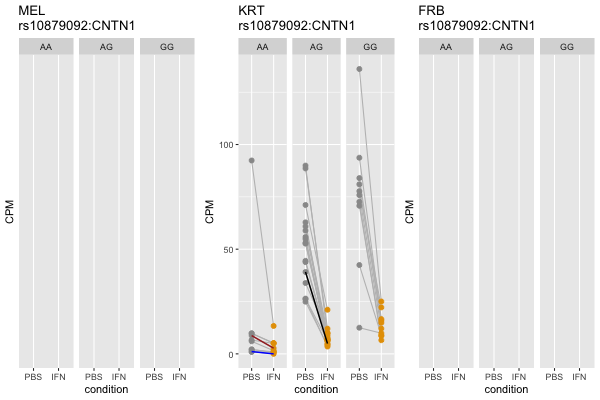 MEL
rs10879092:CNTN1
KRT
rs10879092:CNTN1
FRB
rs10879092:CNTN1
AA AG GG
AA AG GG
AA AG GG
CPM
CPM
CPM
100
50
0
PBS IFN PBS IFN PBS IFN
PBS IFN PBS IFN PBS IFN
PBS IFN PBS IFN PBS IFN
condition
condition
condition